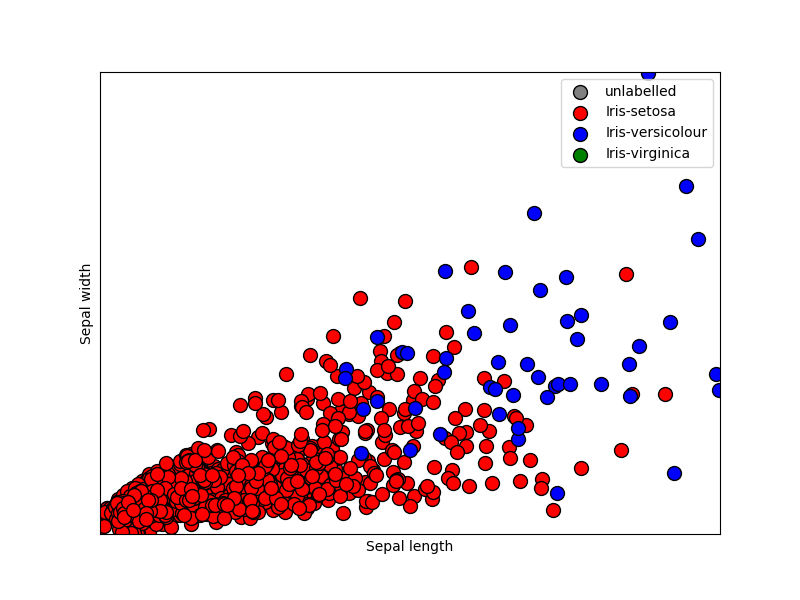 unlabelled
Iris-setosa
Iris-versicolour
Iris-virginica
Sepal width
Sepal length